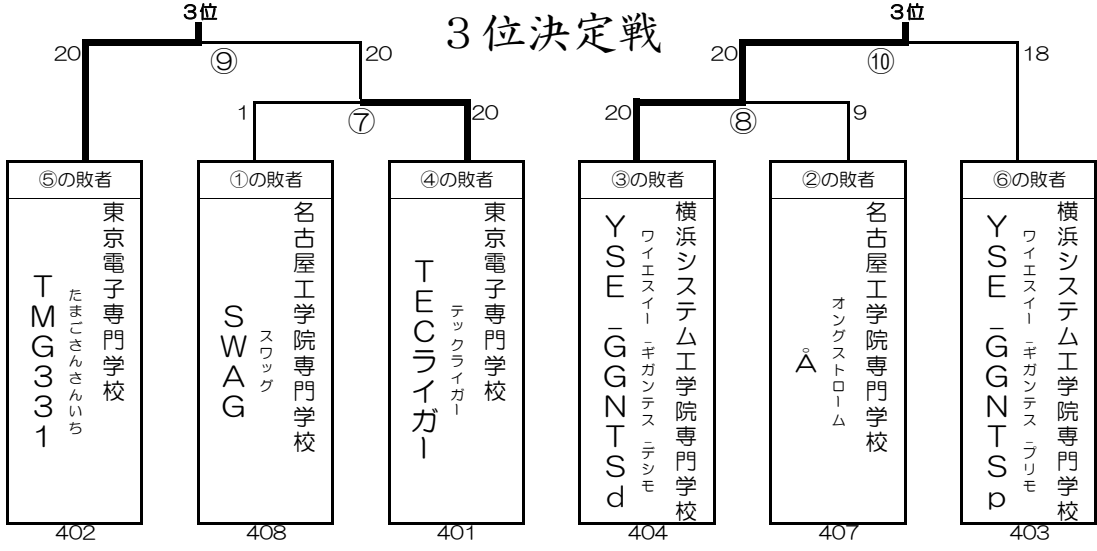 3位
3位決定戦
3位
20
⑨
20
20
⑩
18
1
⑦
20
20
⑧
9
⑤の敗者
東京電子専門学校
たまごさんさんいち
TMG331
402
①の敗者
名古屋工学院専門学校
スワッグ
SWAG
408
④の敗者
東京電子専門学校
テックライガー
TECライガー
401
③の敗者
横浜システム工学院専門学校
ワイエスイー_ギガンテス_デシモ
YSE_GGNTSd
404
②の敗者
名古屋工学院専門学校
オングストローム
Å
407
⑥の敗者
横浜システム工学院専門学校
ワイエスイー_ギガンテス_プリモ
YSE_GGNTSp
403